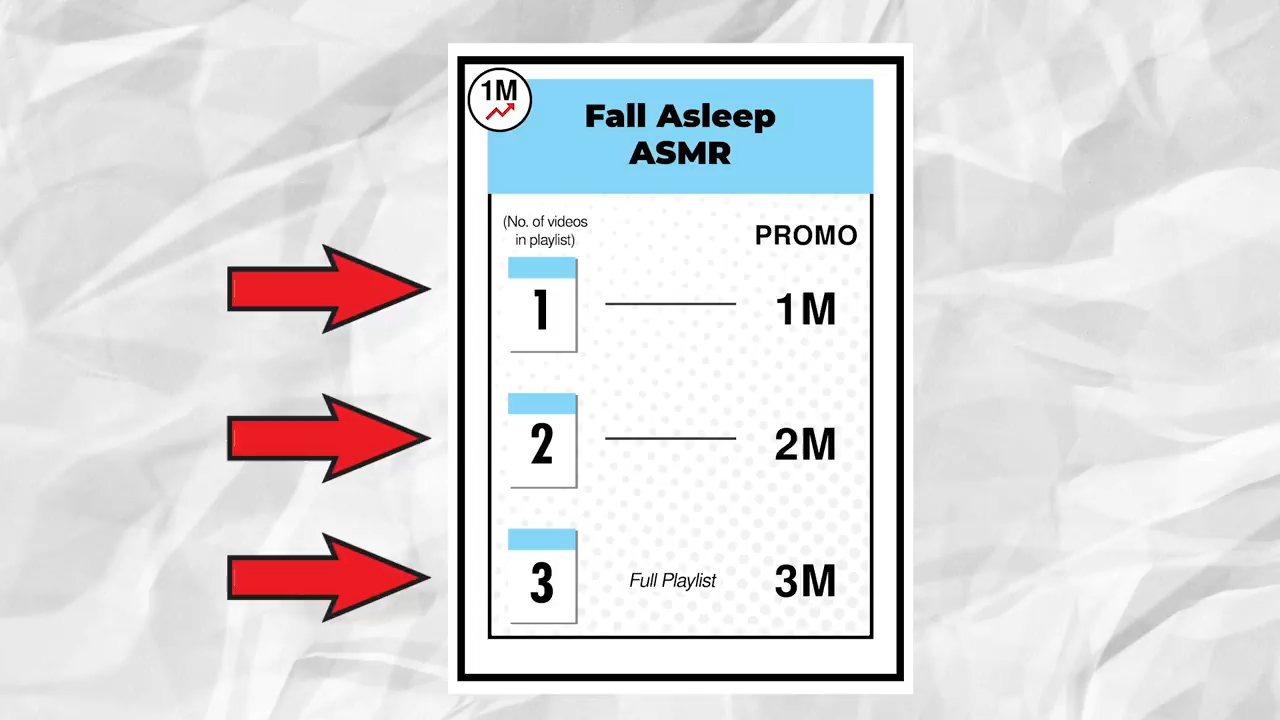 1M
Fall Asleep
ASMR
(No. of videos
in playlist)
PROMO
1
1M
2
2M
3
Full Playlist
3M